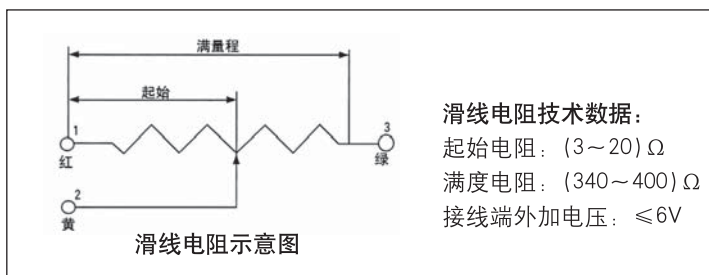 满量程
起始
1
3
红
绿
2
黄
滑线电阻示意图
滑线电阻技术数据：
起始电阻：(3～20)Ω
满度电阻：(340～400)Ω
接线端外加电压：≤6V